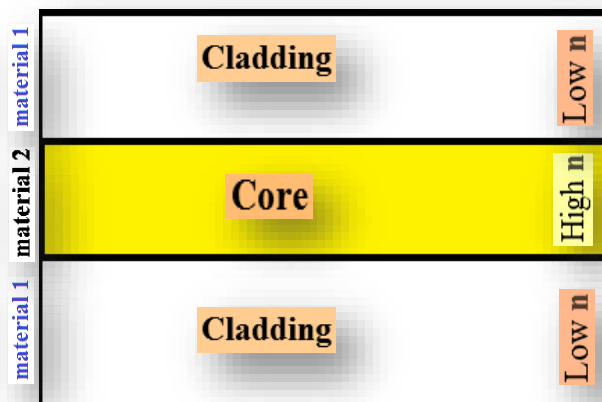 material 1
Cladding
Low n
material 2
Core
High n
material 1
Cladding
Low n